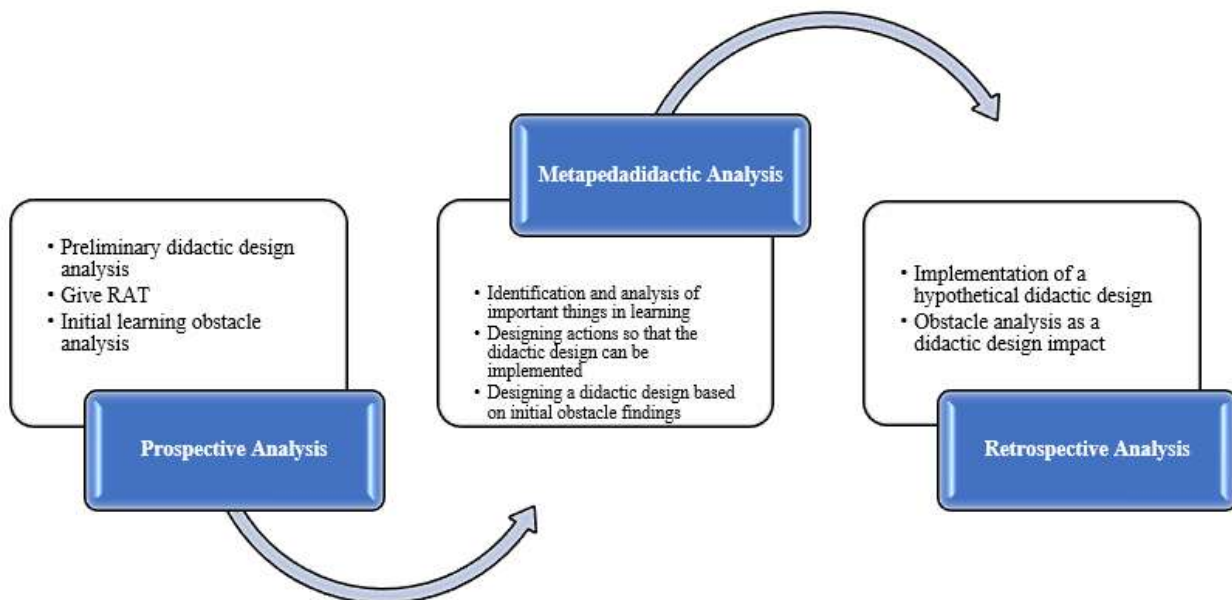 • Preliminary didactic design
analysis
• Give RAT
• Initial learning obstacle
analysis
Prospective Analysis
Metapedadidactic Analysis
• Identification and analysis of
important things in learning
• Designing actions so that the
didactic design can be
implemented
• Designing a didactic design based
on initial obstacle findings
• Implementation of a
hypothetical didactic design
• Obstacle analysis as a
didactic design impact
Retrospective Analysis